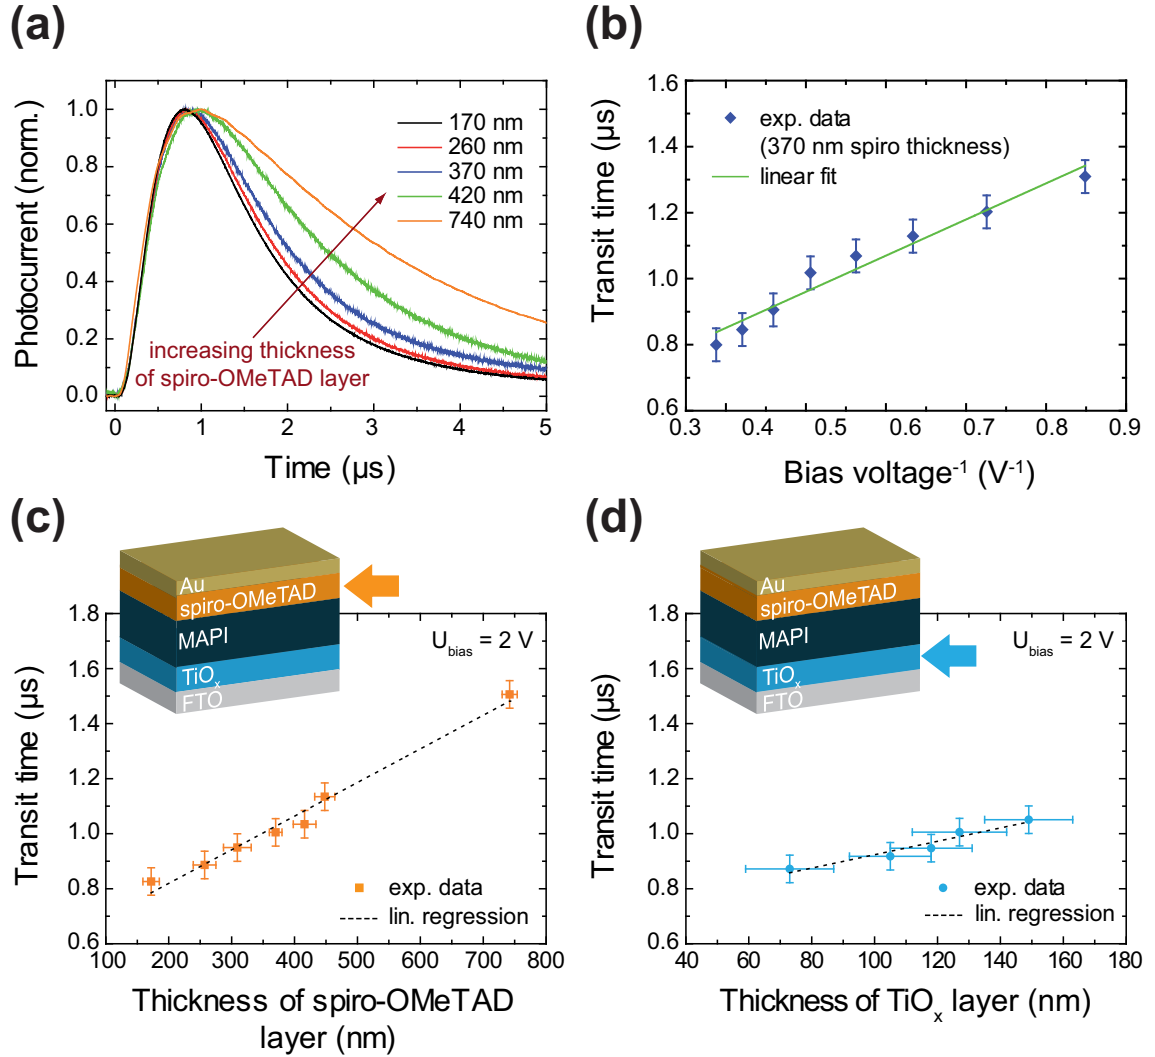 (a)
Photocurrent (norm.)
1.0
0.8
0.6
0.4
0.2
0.0
0
1
2
3
4
5
Time (µs)
170 nm
260 nm
370 nm
420 nm
740 nm
increasing thickness
of spiro-OMeTAD layer
(b)
Transit time (µs)
1.6
1.4
1.2
1.0
0.8
0.6
0.3
0.4
0.5
0.6
0.7
0.8
0.9
Bias voltage⁻¹ (V⁻¹)
exp. data
(370 nm spiro thickness)
linear fit
(c)
Au
spiro-OMeTAD
MAPI
TiOₓ
FTO
U_bias = 2 V
Transit time (µs)
1.8
1.6
1.4
1.2
1.0
0.8
0.6
100
200
300
400
500
600
700
800
exp. data
lin. regression
Thickness of spiro-OMeTAD
layer (nm)
(d)
Au
spiro-OMeTAD
MAPI
TiOₓ
FTO
U_bias = 2 V
Transit time (µs)
1.8
1.6
1.4
1.2
1.0
0.8
0.6
40
60
80
100
120
140
160
180
exp. data
lin. regression
Thickness of TiOₓ layer (nm)